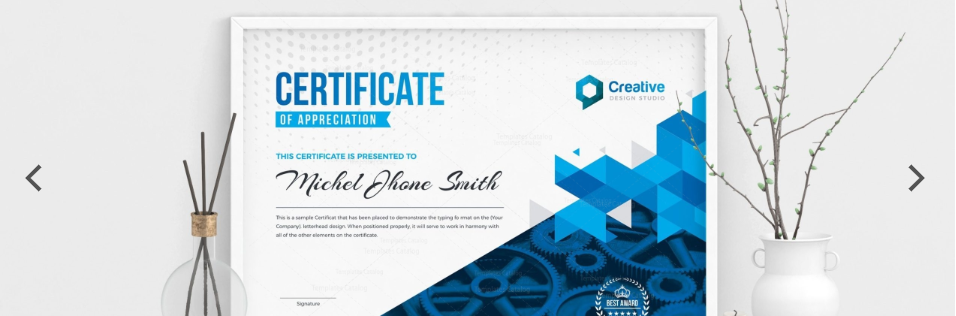 CERTIFICATE
OF APPRECIATION
Creative
DESIGN STUDIO
THIS CERTIFICATE IS PRESENTED TO
Michel Jhone Smith
This is a sample Certificat that has been placed to demonstrate the typing fo rmat on the (Your
Company) letterhead design. When positioned properly, it will serve to work in harmony with
all of the other elements on the certificate.
Signature
BEST AWARD